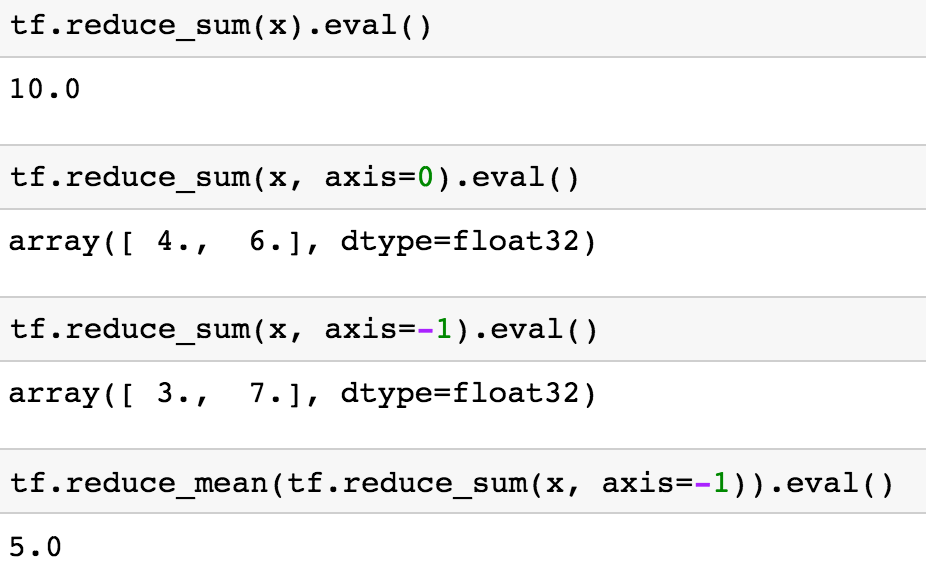 tf.reduce_sum(x).eval()
10.0
tf.reduce_sum(x, axis=0).eval()
array([ 4.,  6.], dtype=float32)
tf.reduce_sum(x, axis=-1).eval()
array([ 3.,  7.], dtype=float32)
tf.reduce_mean(tf.reduce_sum(x, axis=-1)).eval()
5.0